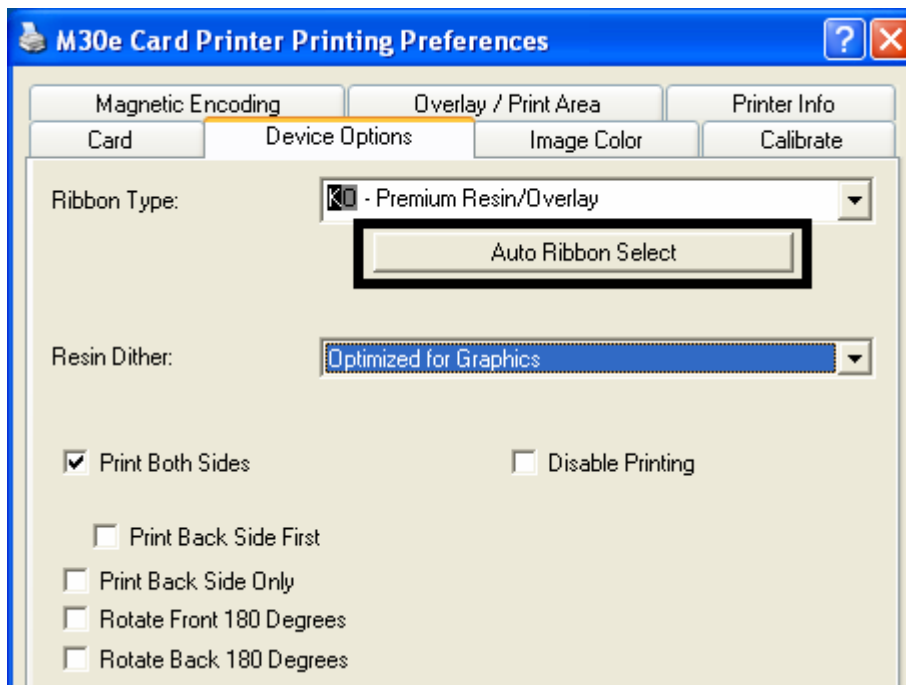 M30e Card Printer Printing Preferences
Magnetic Encoding Overlay / Print Area Printer Info
Card Device Options Image Color Calibrate
Ribbon Type: KO - Premium Resin/Overlay
Auto Ribbon Select
Resin Dither: Optimized for Graphics
Print Both Sides Disable Printing
Print Back Side First
Print Back Side Only
Rotate Front 180 Degrees
Rotate Back 180 Degrees